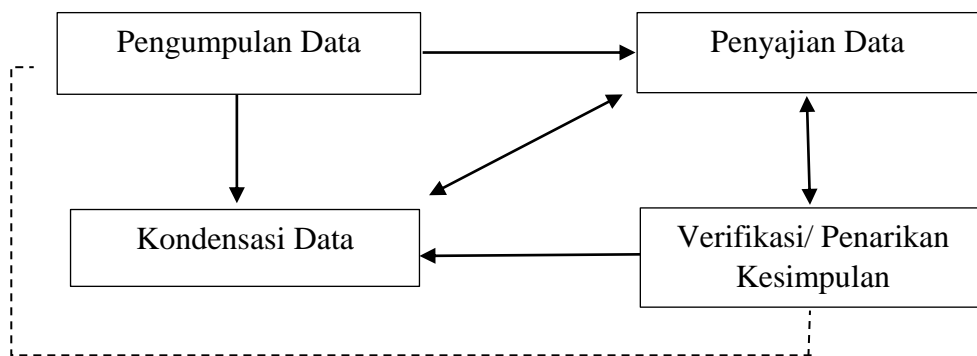 Pengumpulan Data
Penyajian Data
Kondensasi Data
Verifikasi/ Penarikan
Kesimpulan